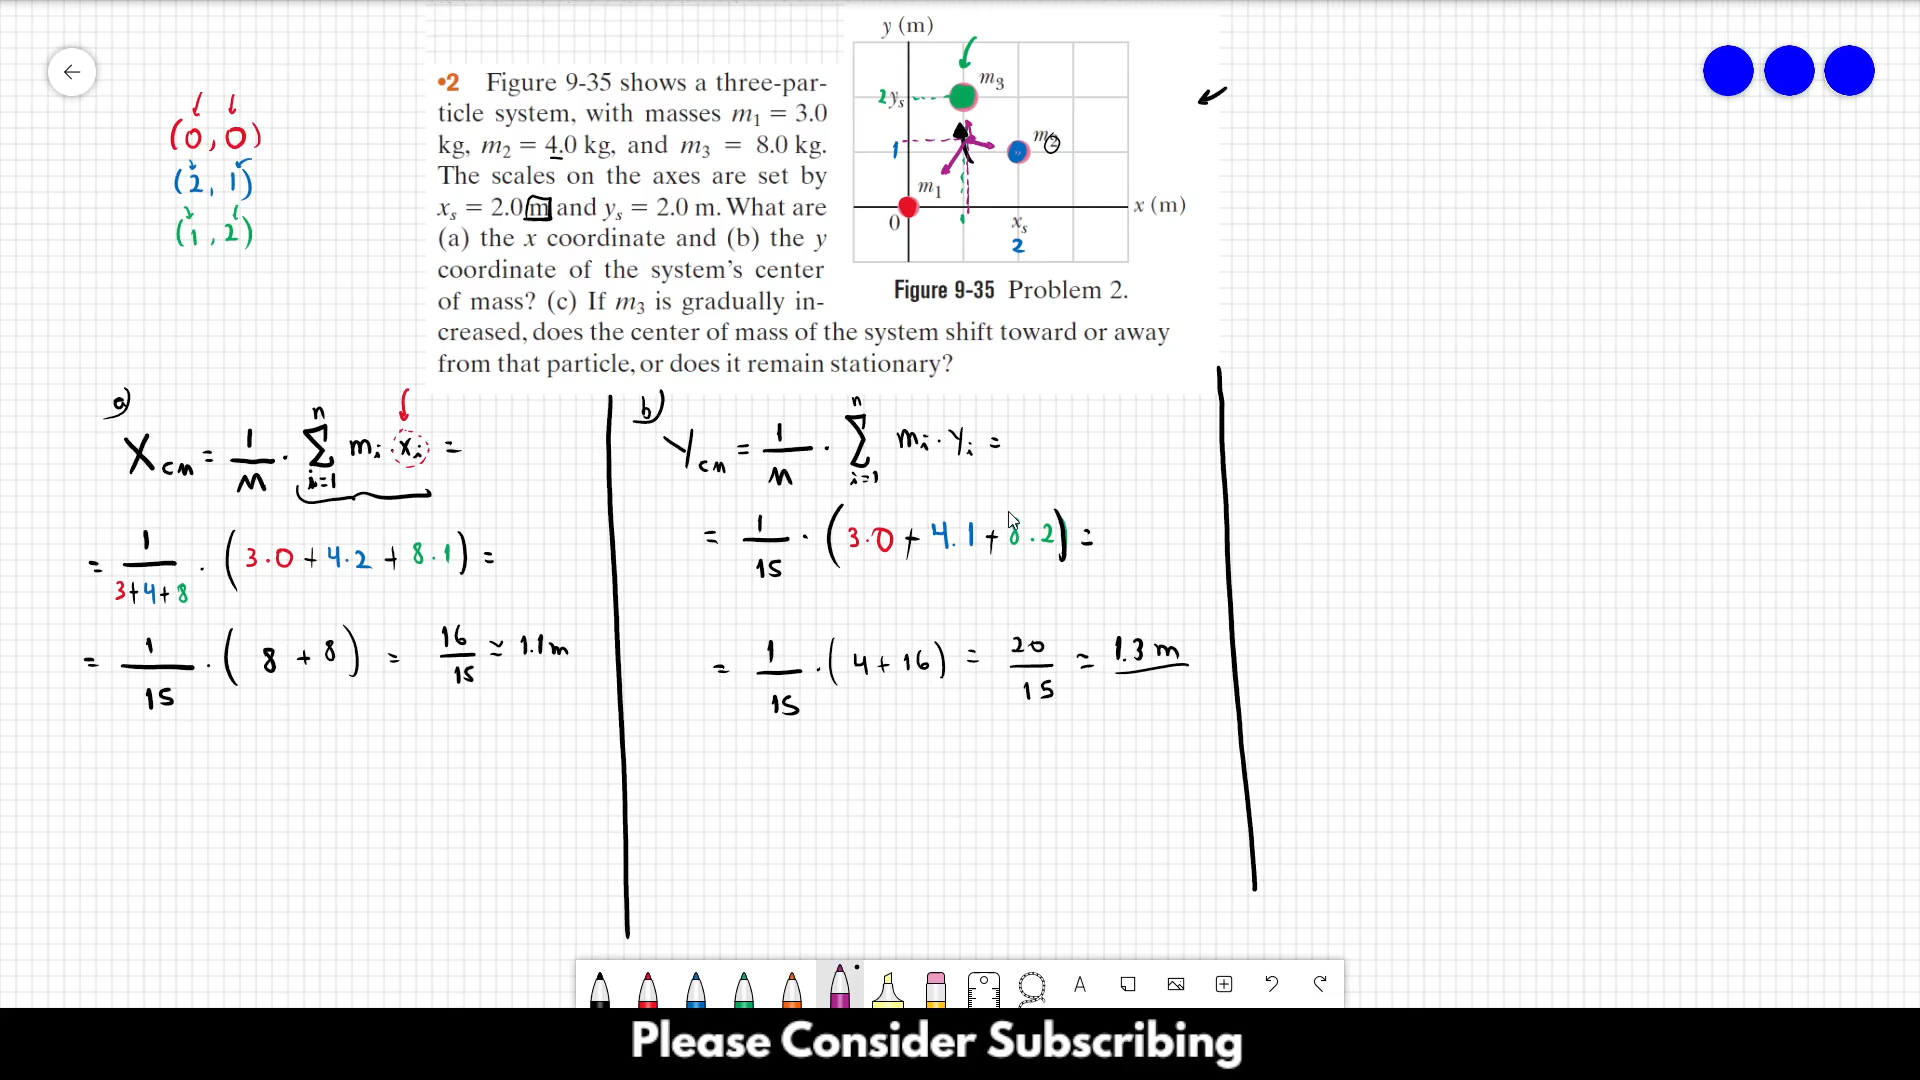 (0, 0)
(2, 1)
(1, 2)
•2 Figure 9-35 shows a three-par-
ticle system, with masses m₁ = 3.0
kg, m₂ = 4.0 kg, and m₃ = 8.0 kg.
The scales on the axes are set by
xₛ = 2.0 m and yₛ = 2.0 m. What are
(a) the x coordinate and (b) the y
coordinate of the system's center
of mass? (c) If m₃ is gradually in-
creased, does the center of mass of the system shift toward or away
from that particle, or does it remain stationary?
y (m)
m₃
2 yₛ
m₂
1
m₁
x (m)
0
xₛ
2
Figure 9-35 Problem 2.
a)
X cm = 1/M · n Σ i=1 mᵢ · xᵢ =
= 1/(3+4+8) · (3·0 + 4·2 + 8·1) =
= 1/15 · (8 + 8) = 16/15 ≈ 1.1 m
b)
Y cm = 1/M · n Σ i=1 mᵢ · yᵢ =
= 1/15 · (3·0 + 4·1 + 8·2) =
= 1/15 · (4 + 16) = 20/15 ≈ 1.3 m
A
Please Consider Subscribing